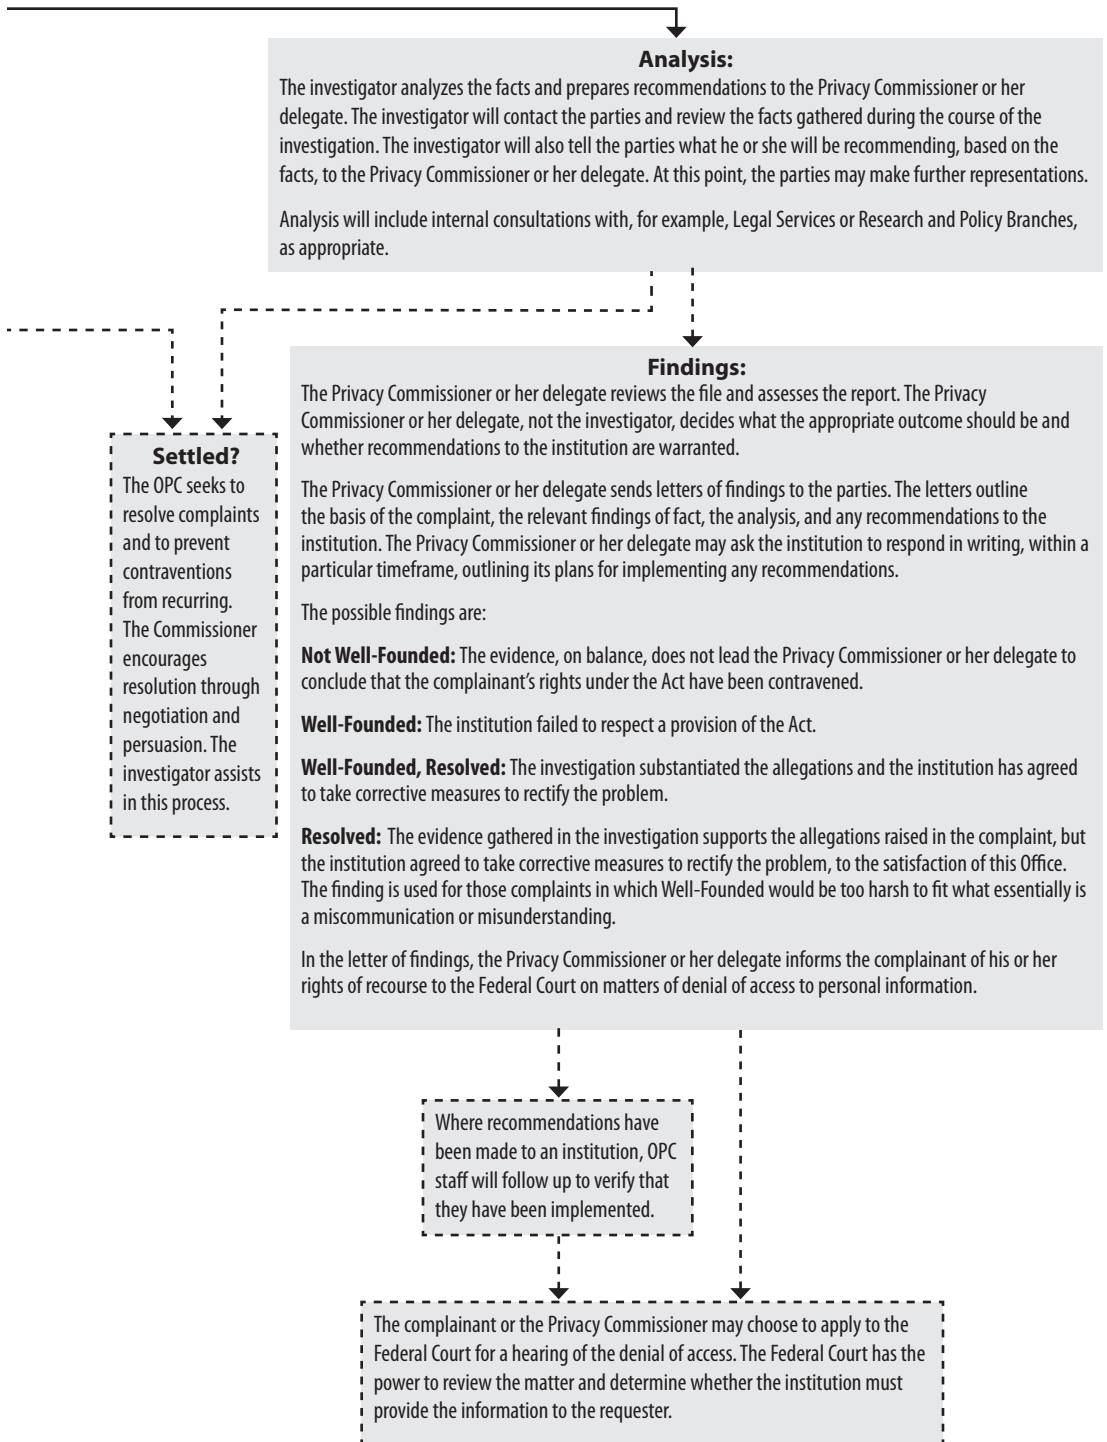 Analysis:
The investigator analyzes the facts and prepares recommendations to the Privacy Commissioner or her
delegate. The investigator will contact the parties and review the facts gathered during the course of the
investigation. The investigator will also tell the parties what he or she will be recommending, based on the
facts, to the Privacy Commissioner or her delegate. At this point, the parties may make further representations.
Analysis will include internal consultations with, for example, Legal Services or Research and Policy Branches,
as appropriate.
Settled?
The OPC seeks to
resolve complaints
and to prevent
contraventions
from recurring.
The Commissioner
encourages
resolution through
negotiation and
persuasion. The
investigator assists
in this process.
Findings:
The Privacy Commissioner or her delegate reviews the file and assesses the report. The Privacy
Commissioner or her delegate, not the investigator, decides what the appropriate outcome should be and
whether recommendations to the institution are warranted.
The Privacy Commissioner or her delegate sends letters of findings to the parties. The letters outline
the basis of the complaint, the relevant findings of fact, the analysis, and any recommendations to the
institution. The Privacy Commissioner or her delegate may ask the institution to respond in writing, within a
particular timeframe, outlining its plans for implementing any recommendations.
The possible findings are:
Not Well-Founded: The evidence, on balance, does not lead the Privacy Commissioner or her delegate to
conclude that the complainant's rights under the Act have been contravened.
Well-Founded: The institution failed to respect a provision of the Act.
Well-Founded, Resolved: The investigation substantiated the allegations and the institution has agreed
to take corrective measures to rectify the problem.
Resolved: The evidence gathered in the investigation supports the allegations raised in the complaint, but
the institution agreed to take corrective measures to rectify the problem, to the satisfaction of this Office.
The finding is used for those complaints in which Well-Founded would be too harsh to fit what essentially is
a miscommunication or misunderstanding.
In the letter of findings, the Privacy Commissioner or her delegate informs the complainant of his or her
rights of recourse to the Federal Court on matters of denial of access to personal information.
Where recommendations have
been made to an institution, OPC
staff will follow up to verify that
they have been implemented.
The complainant or the Privacy Commissioner may choose to apply to the
Federal Court for a hearing of the denial of access. The Federal Court has the
power to review the matter and determine whether the institution must
provide the information to the requester.